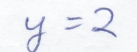 y = 2